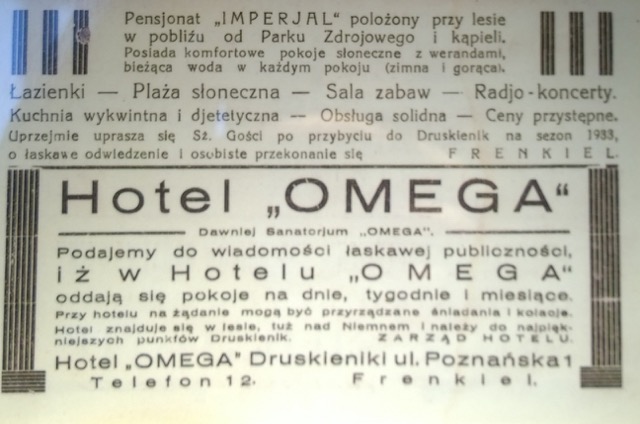 Pensjonat „IMPERJAL“ położony przy lesie
w pobliżu od Parku Zdrojowego i kąpieli.
Posiada komfortowe pokoje słoneczne z werandami,
bieżąca woda w każdym pokoju (zimna i gorąca).
Łazienki — Plaża słoneczna — Sala zabaw — Radjo-koncerty.
Kuchnia wykwintna i djetetyczna — Obsługa solidna — Ceny przystępne.
Uprzejmie uprasza się Sz. Gości po przybyciu do Druskienik na sezon 1933,
o łaskawe odwiedzenie i osobiste przekonanie się FRENKIEL.
Hotel „OMEGA“
Dawniej Sanatorjum „OMEGA“.
Podajemy do wiadomości łaskawej publiczności,
iż w Hotelu „OMEGA“
oddają się pokoje na dnie, tygodnie i miesiące.
Przy hotelu na żądanie mogą być przyrządzane śniadania i kolacje.
Hotel znajduje się w lesie, tuż nad Niemnem i należy do najpięk-
niejszych punktów Druskienik. ZARZĄD HOTELU.
Hotel „OMEGA“ Druskieniki ul. Poznańska 1
Telefon 12. Frenkiel.